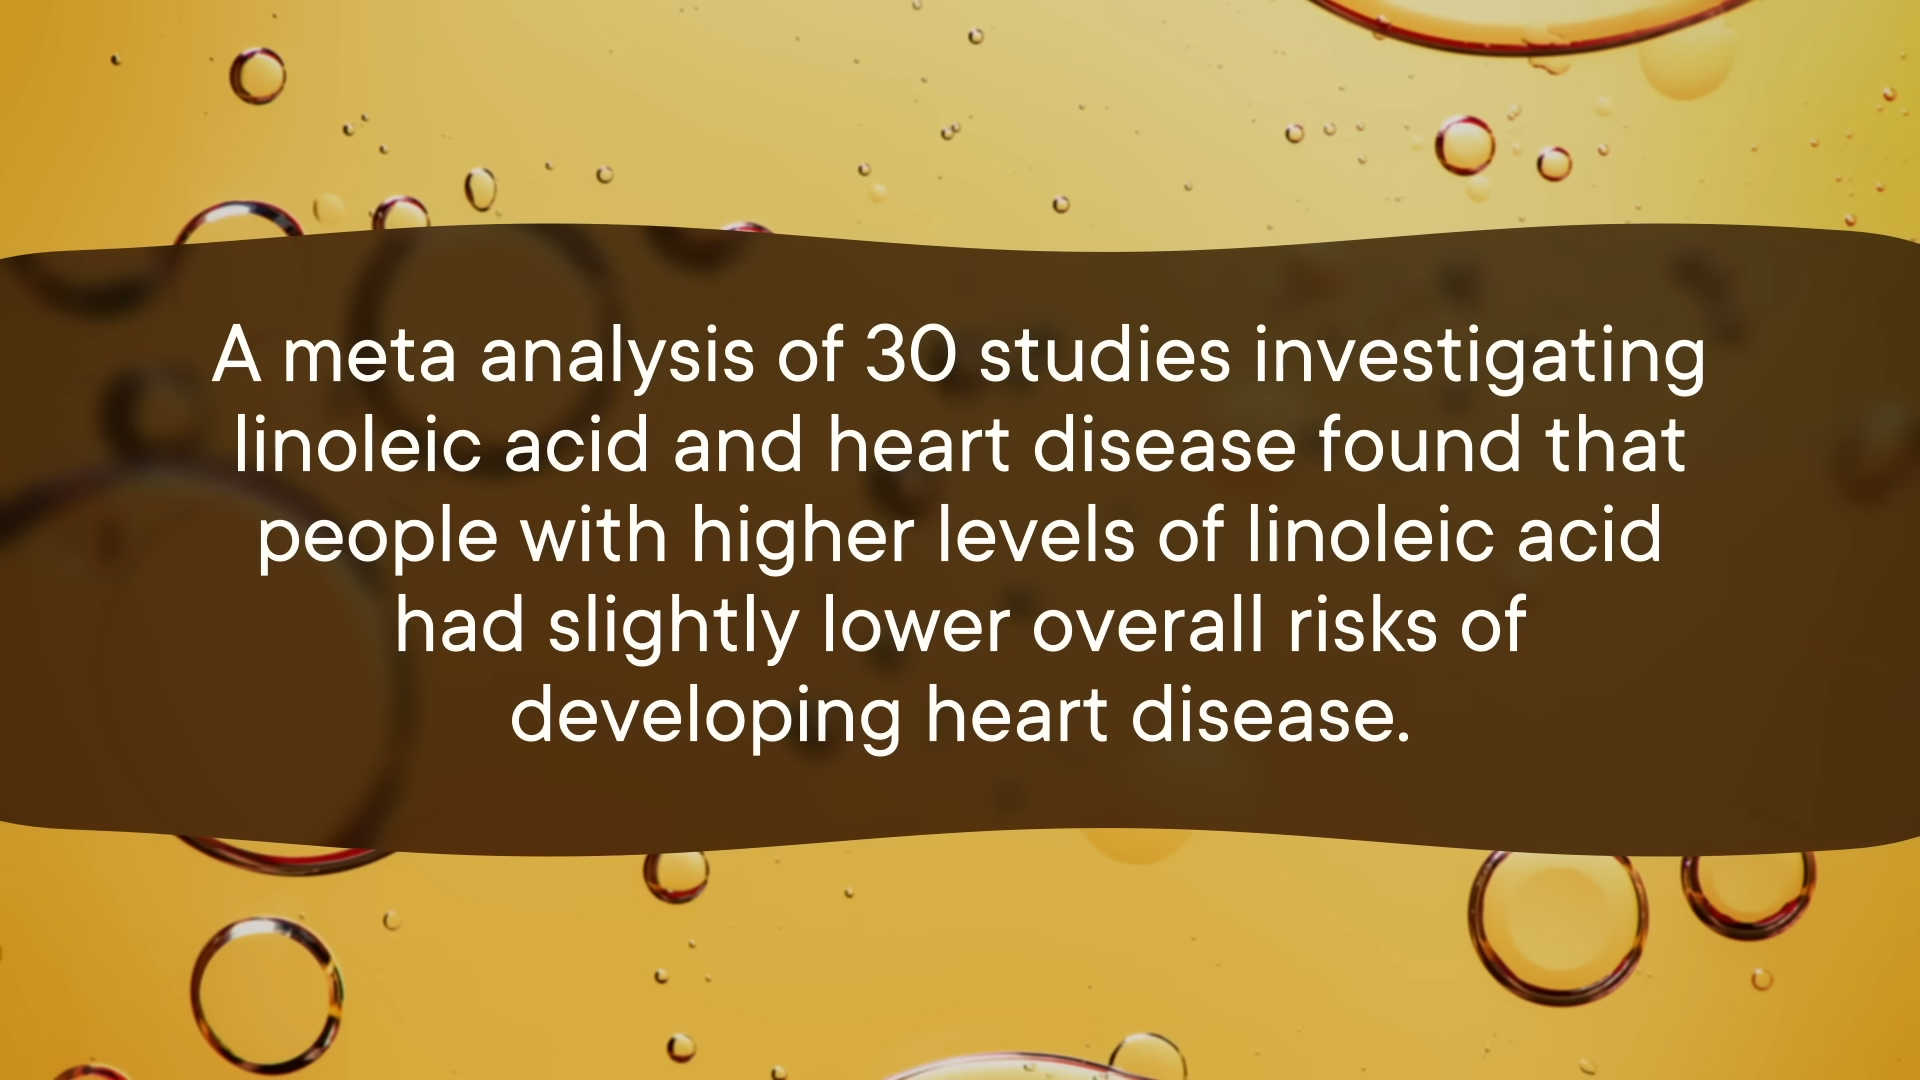 A meta analysis of 30 studies investigating
linoleic acid and heart disease found that
people with higher levels of linoleic acid
had slightly lower overall risks of
developing heart disease.